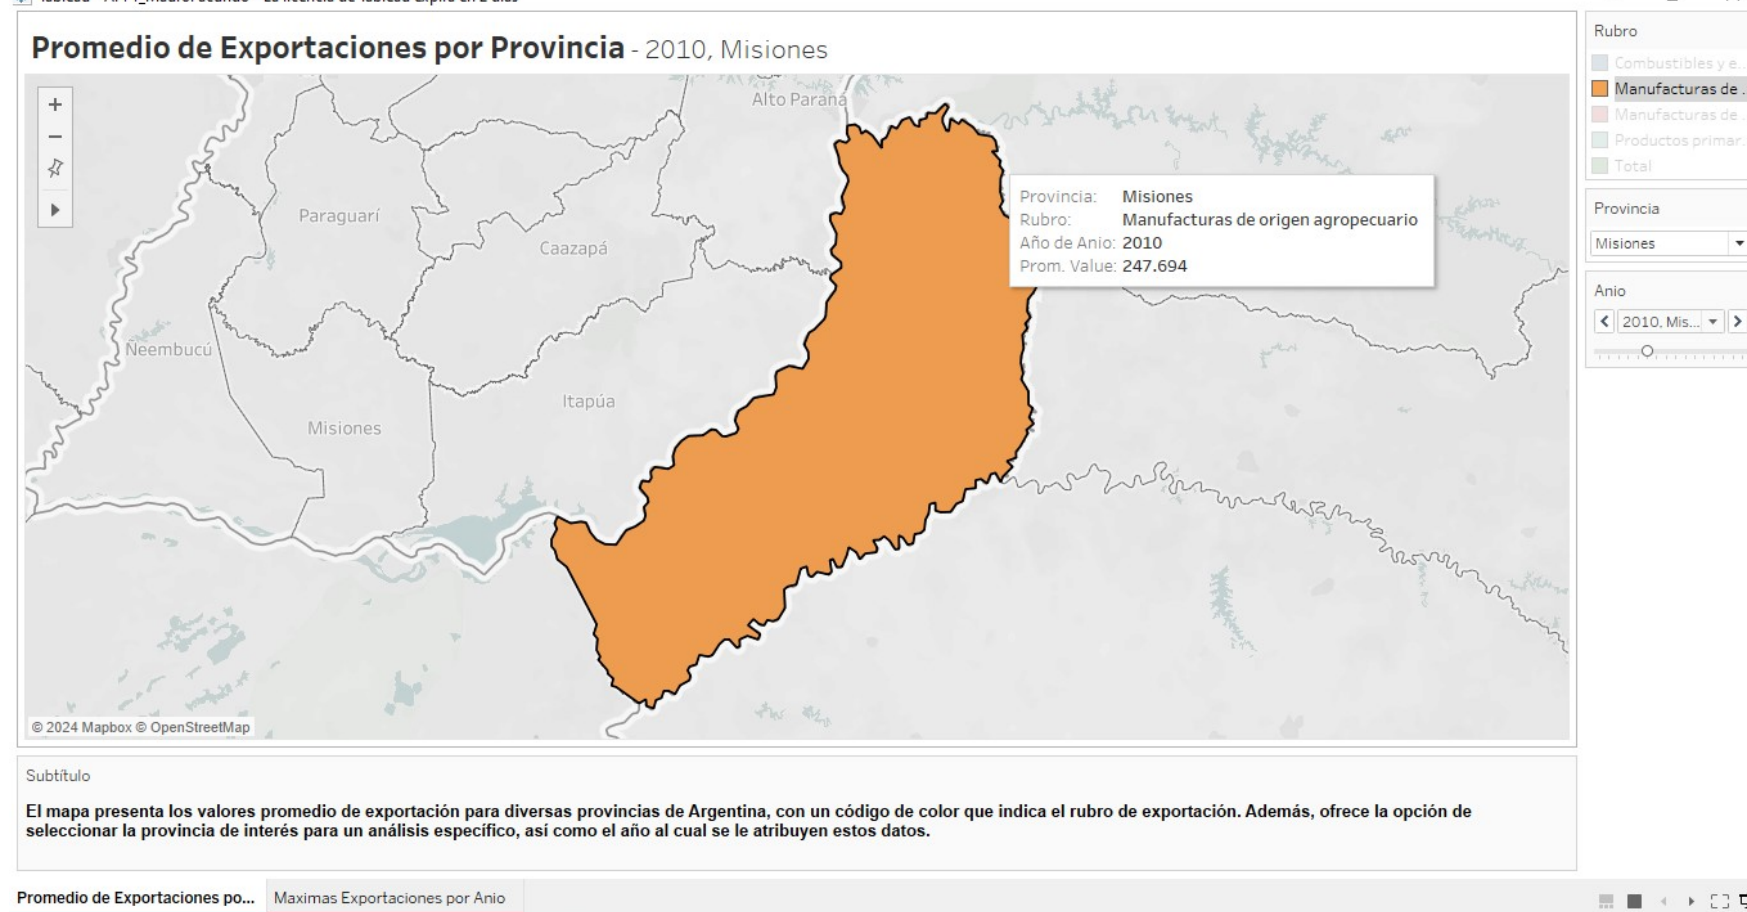 Promedio de Exportaciones por Provincia - 2010, Misiones
Alto Paraná
Paraguarí
Caazapá
Ñeembucú
Itapúa
Misiones
Provincia: Misiones
Rubro: Manufacturas de origen agropecuario
Año de Anio: 2010
Prom. Value: 247.694
© 2024 Mapbox © OpenStreetMap
Rubro
Combustibles y e...
Manufacturas de ..
Manufacturas de ..
Productos primar..
Total
Provincia
Misiones
Anio
2010, Mis...
Subtítulo
El mapa presenta los valores promedio de exportación para diversas provincias de Argentina, con un código de color que indica el rubro de exportación. Además, ofrece la opción de
seleccionar la provincia de interés para un análisis específico, así como el año al cual se le atribuyen estos datos.
Promedio de Exportaciones po...
Maximas Exportaciones por Anio